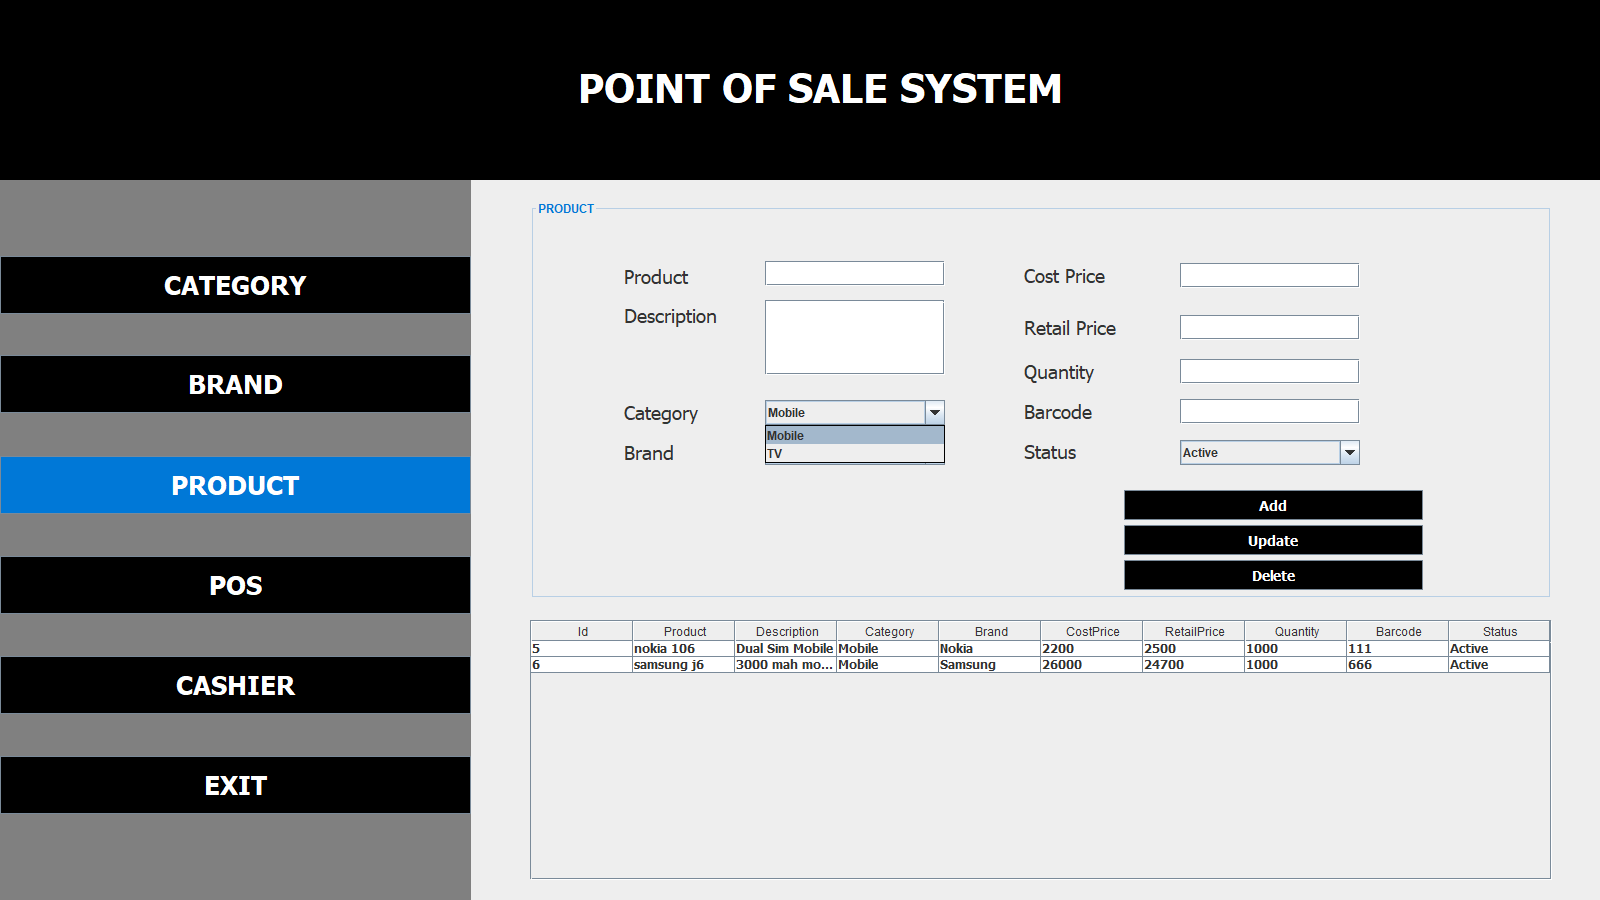 POINT OF SALE SYSTEM
CATEGORY
BRAND
PRODUCT
POS
CASHIER
EXIT
PRODUCT
Product
Description
Category
Mobile
Mobile
TV
Brand
Cost Price
Retail Price
Quantity
Barcode
Status
Active
Add
Update
Delete
Id Product Description Category Brand CostPrice RetailPrice Quantity Barcode Status
5 nokia 106 Dual Sim Mobile Mobile Nokia 2200 2500 1000 111 Active
6 samsung j6 3000 mah mo... Mobile Samsung 26000 24700 1000 666 Active